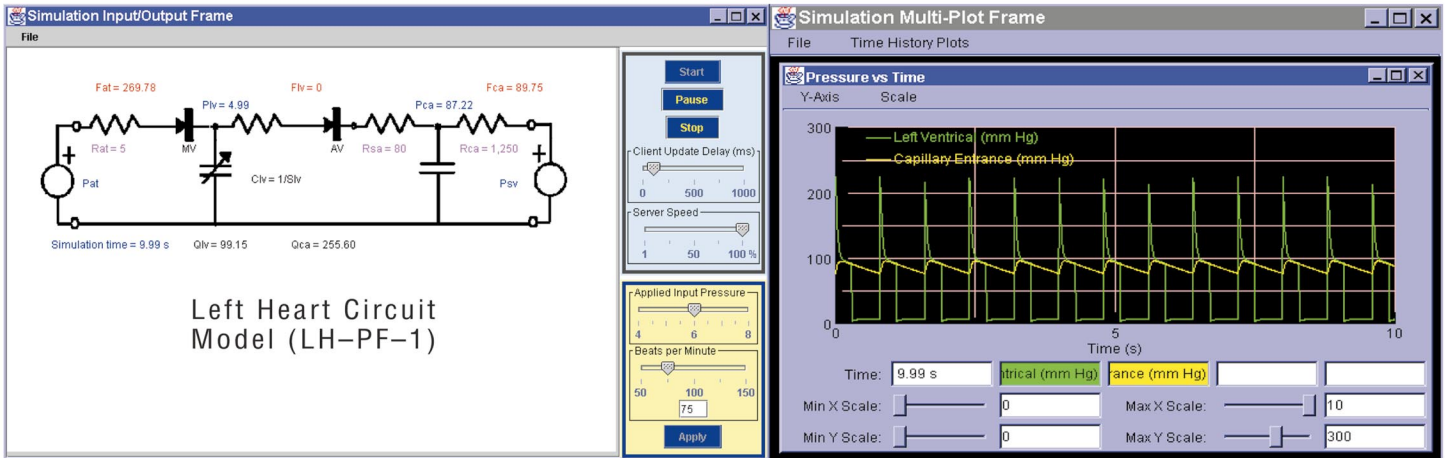 Simulation Input/Output Frame
File
Fat = 269.78
Flv = 0
Fca = 89.75
Plv = 4.99
Pca = 87.22
Rat = 5
MV
AV
Rsa = 80
Rca = 1,250
Pat
Clv = 1/Slv
Psv
Simulation time = 9.99 s
Qlv = 99.15
Qca = 255.60
Left Heart Circuit
Model (LH–PF–1)
Start
Pause
Stop
Client Update Delay (ms)
0 500 1000
Server Speed
1 50 100 %
Applied Input Pressure
4 6 8
Beats per Minute
50 100 150
75
Apply
Simulation Multi-Plot Frame
File Time History Plots
Pressure vs Time
Y-Axis Scale
300
Left Ventrical (mm Hg)
Capillary Entrance (mm Hg)
200
100
0
0 5 10
Time (s)
Time: 9.99 s ntrical (mm Hg) rance (mm Hg)
Min X Scale: 0 Max X Scale: 10
Min Y Scale: 0 Max Y Scale: 300